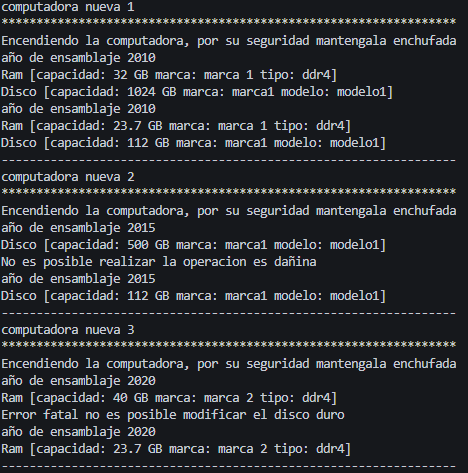 computadora nueva 1
*****************************************************************
Encendiendo la computadora, por su seguridad mantengala enchufada
año de ensamblaje 2010
Ram [capacidad: 32 GB marca: marca 1 tipo: ddr4]
Disco [capacidad: 1024 GB marca: marca1 modelo: modelo1]
año de ensamblaje 2010
Ram [capacidad: 23.7 GB marca: marca 1 tipo: ddr4]
Disco [capacidad: 112 GB marca: marca1 modelo: modelo1]
-----------------------------------------------------------------
computadora nueva 2
*****************************************************************
Encendiendo la computadora, por su seguridad mantengala enchufada
año de ensamblaje 2015
Disco [capacidad: 500 GB marca: marca1 modelo: modelo1]
No es posible realizar la operacion es dañina
año de ensamblaje 2015
Disco [capacidad: 112 GB marca: marca1 modelo: modelo1]
-----------------------------------------------------------------
computadora nueva 3
*****************************************************************
Encendiendo la computadora, por su seguridad mantengala enchufada
año de ensamblaje 2020
Ram [capacidad: 40 GB marca: marca 2 tipo: ddr4]
Error fatal no es posible modificar el disco duro
año de ensamblaje 2020
Ram [capacidad: 23.7 GB marca: marca 2 tipo: ddr4]
-----------------------------------------------------------------